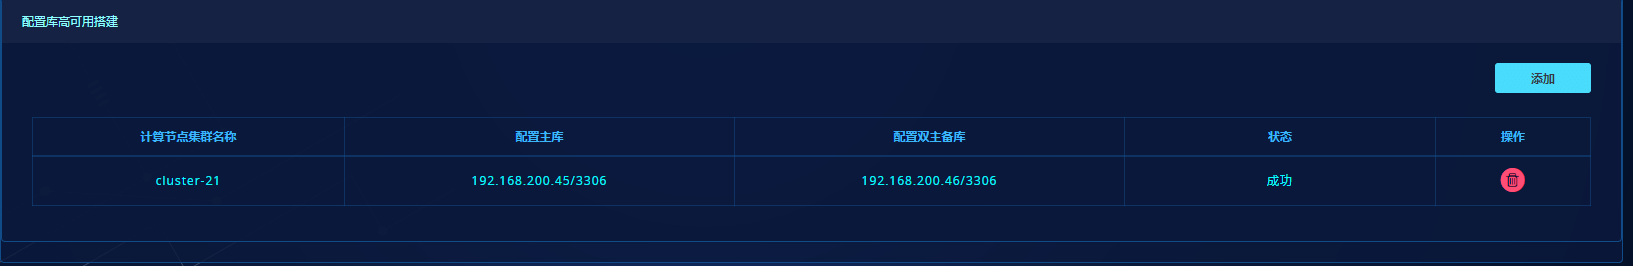 配置库高可用搭建
添加
计算节点集群名称 配置主库 配置双主备库 状态 操作
cluster-21 192.168.200.45/3306 192.168.200.46/3306 成功